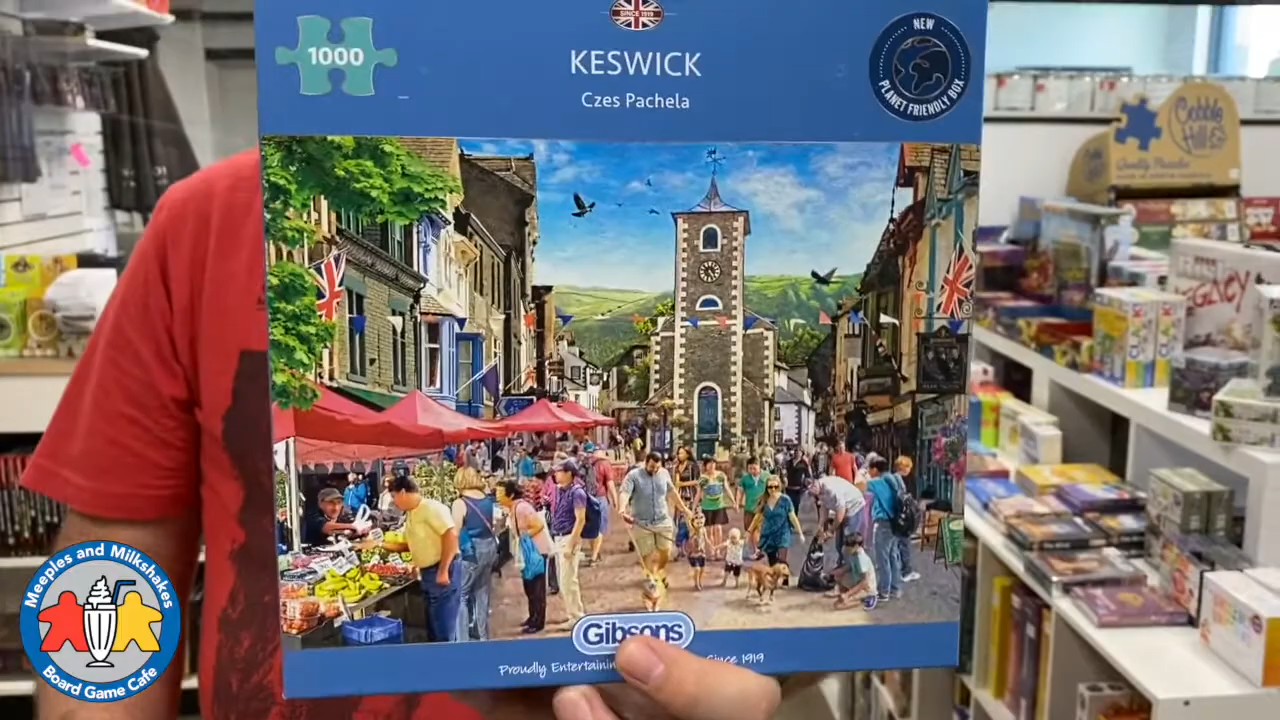 SINCE 1919
1000
KESWICK
Czes Pachela
NEW
PLANET FRIENDLY BOX
Cobble
Hill
Quality Puzzles
LEGACY
Gibsons
Proudly Entertaining Since 1919
Meeples and Milkshakes
Board Game Cafe